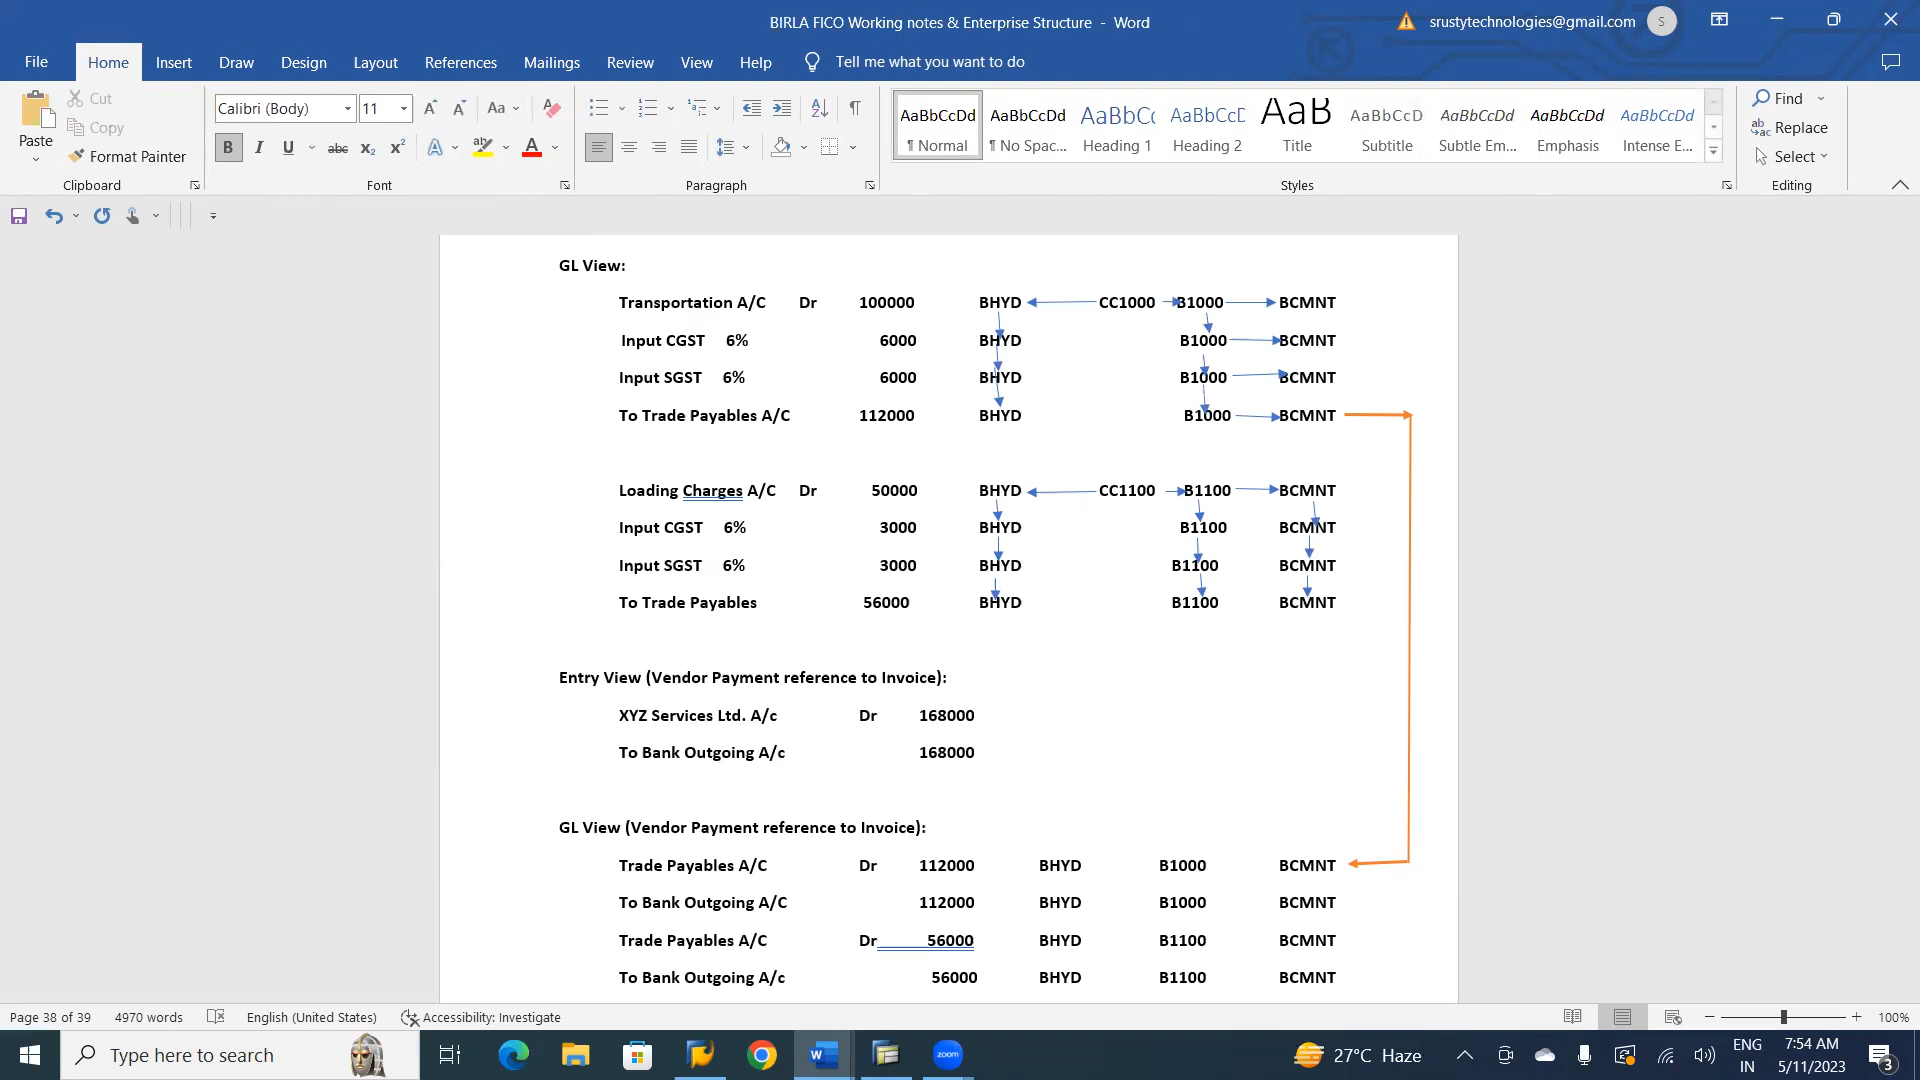 BIRLA FICO Working notes & Enterprise Structure - Word
srustytechnologies@gmail.com S
File Home Insert Draw Design Layout References Mailings Review View Help Tell me what you want to do
Paste Cut Copy Format Painter Clipboard
Calibri (Body) 11 Aa B I U abc x₂ x² A A Font
Paragraph
AaBbCcDd ¶ Normal
AaBbCcDd ¶ No Spac...
AaBbC Heading 1
AaBbCcD Heading 2
AaB Title
AaBbCcD Subtitle
AaBbCcDd Subtle Em...
AaBbCcDd Emphasis
AaBbCcDd Intense E...
Styles
Find Replace Select Editing
GL View:
Transportation A/C Dr 100000 BHYD CC1000 B1000 BCMNT
Input CGST 6% 6000 BHYD B1000 BCMNT
Input SGST 6% 6000 BHYD B1000 BCMNT
To Trade Payables A/C 112000 BHYD B1000 BCMNT
Loading Charges A/C Dr 50000 BHYD CC1100 B1100 BCMNT
Input CGST 6% 3000 BHYD B1100 BCMNT
Input SGST 6% 3000 BHYD B1100 BCMNT
To Trade Payables 56000 BHYD B1100 BCMNT
Entry View (Vendor Payment reference to Invoice):
XYZ Services Ltd. A/c Dr 168000
To Bank Outgoing A/c 168000
GL View (Vendor Payment reference to Invoice):
Trade Payables A/C Dr 112000 BHYD B1000 BCMNT
To Bank Outgoing A/C 112000 BHYD B1000 BCMNT
Trade Payables A/C Dr 56000 BHYD B1100 BCMNT
To Bank Outgoing A/c 56000 BHYD B1100 BCMNT
Page 38 of 39 4970 words English (United States) Accessibility: Investigate 100%
Type here to search zoom 27°C Haze ENG IN 7:54 AM 5/11/2023 3